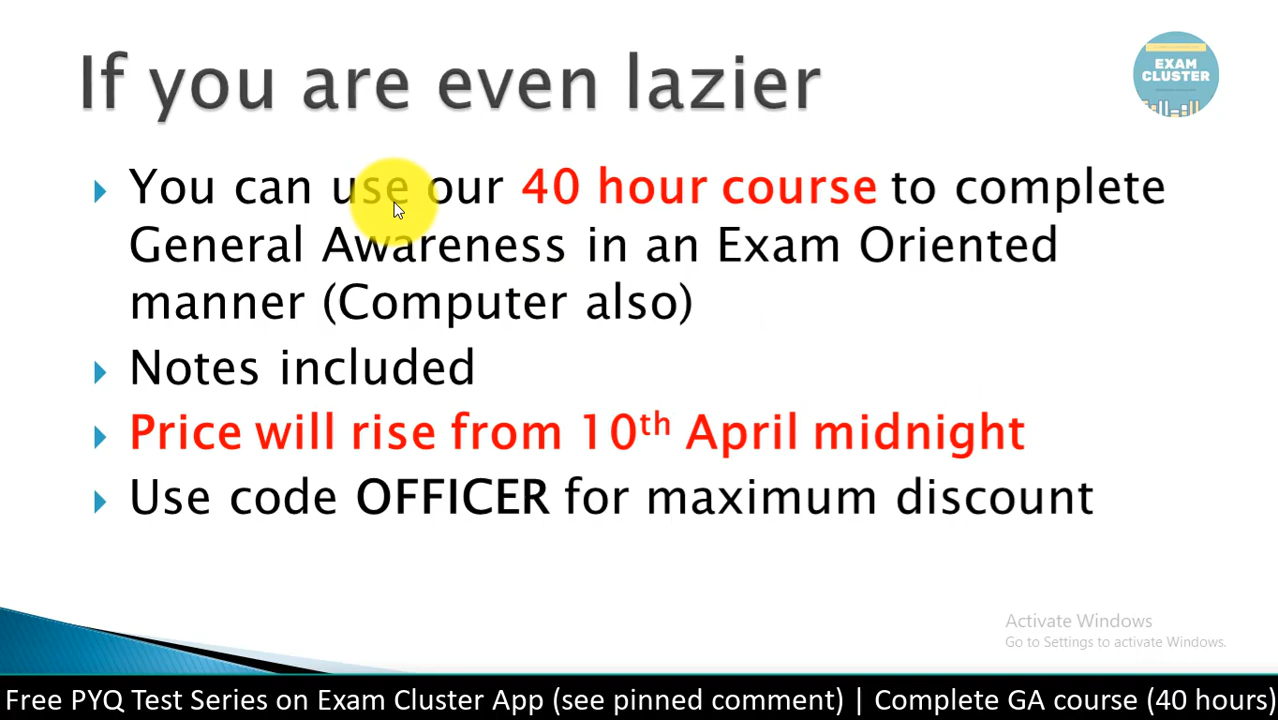 If you are even lazier
EXAM
CLUSTER
You can use our 40 hour course to complete
General Awareness in an Exam Oriented
manner (Computer also)
Notes included
Price will rise from 10th April midnight
Use code OFFICER for maximum discount
Activate Windows
Go to Settings to activate Windows.
Free PYQ Test Series on Exam Cluster App (see pinned comment) | Complete GA course (40 hours)